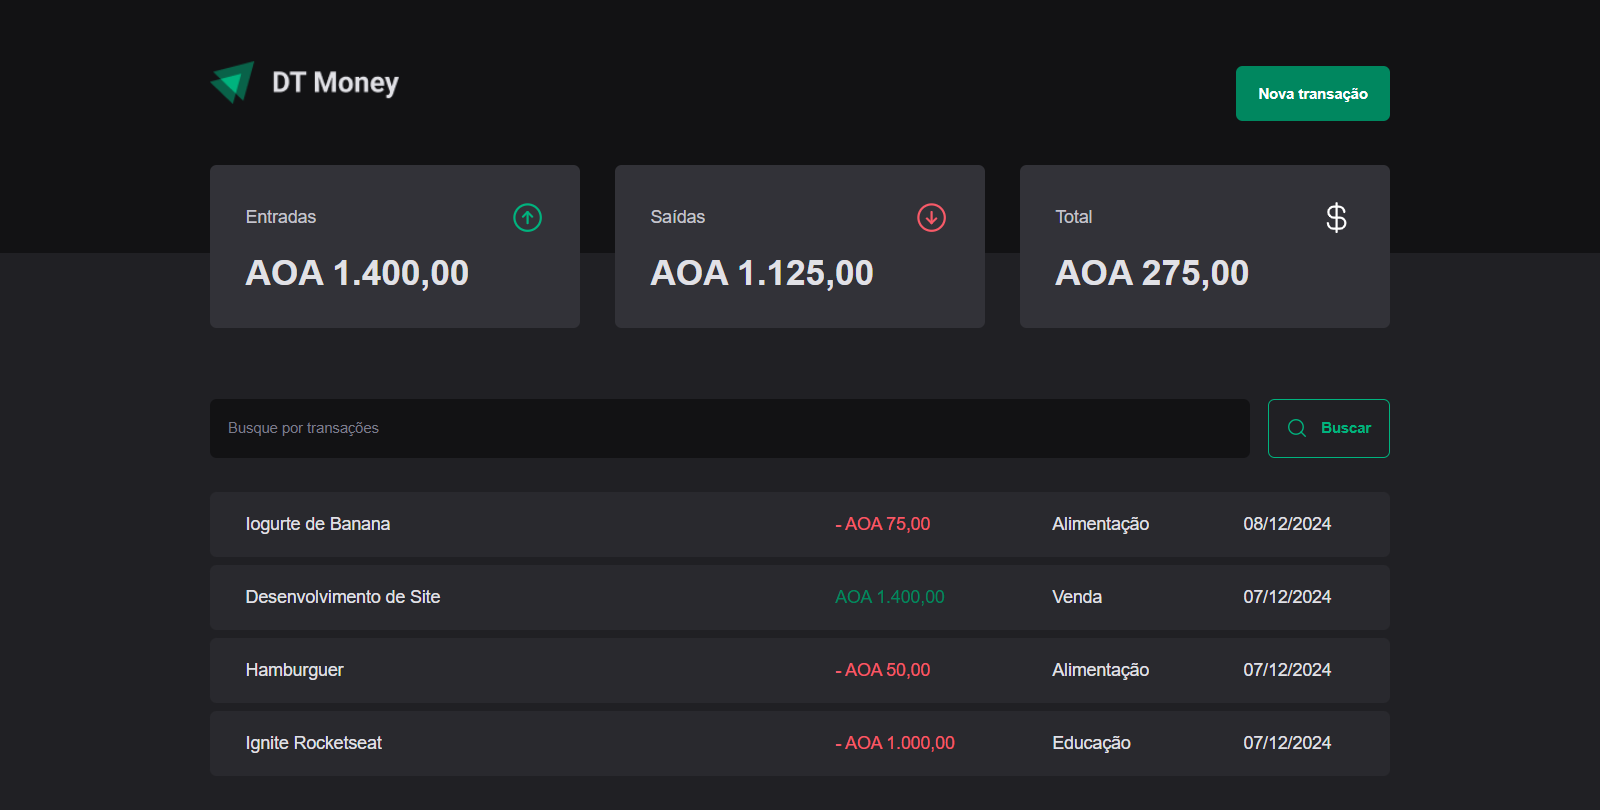 DT Money
Nova transação
Entradas
AOA 1.400,00
Saídas
AOA 1.125,00
Total
AOA 275,00
Busque por transações
Buscar
Iogurte de Banana - AOA 75,00 Alimentação 08/12/2024
Desenvolvimento de Site AOA 1.400,00 Venda 07/12/2024
Hamburguer - AOA 50,00 Alimentação 07/12/2024
Ignite Rocketseat - AOA 1.000,00 Educação 07/12/2024